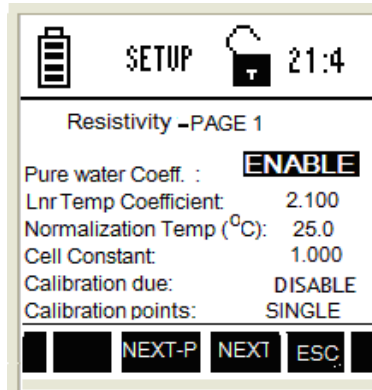 SETUP T 21:4
Resistivity –PAGE 1
Pure water Coeff. : ENABLE
Lnr Temp Coefficient: 2.100
Normalization Temp (⁰C): 25.0
Cell Constant: 1.000
Calibration due: DISABLE
Calibration points: SINGLE
NEXT-P NEXT ESC